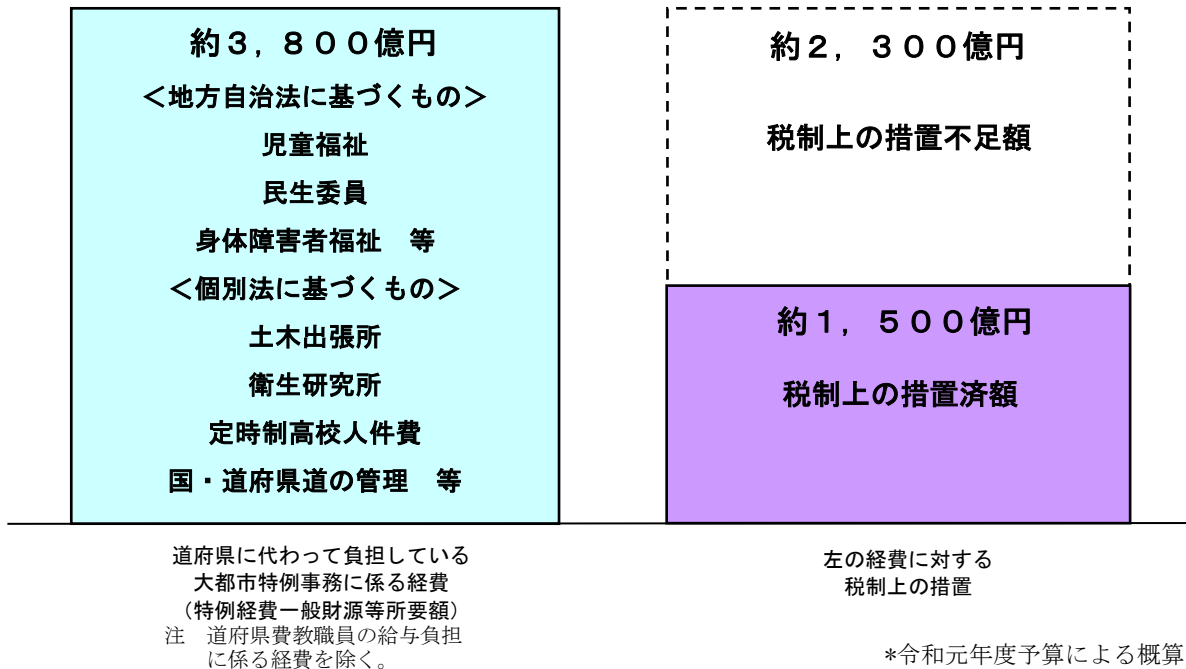 約３，８００億円
＜地方自治法に基づくもの＞
児童福祉
民生委員
身体障害者福祉　等
＜個別法に基づくもの＞
土木出張所
衛生研究所
定時制高校人件費
国・道府県道の管理　等
道府県に代わって負担している
大都市特例事務に係る経費
（特例経費一般財源等所要額）
注　道府県費教職員の給与負担
に係る経費を除く。
約２，３００億円
税制上の措置不足額
約１，５００億円
税制上の措置済額
左の経費に対する
税制上の措置
*令和元年度予算による概算